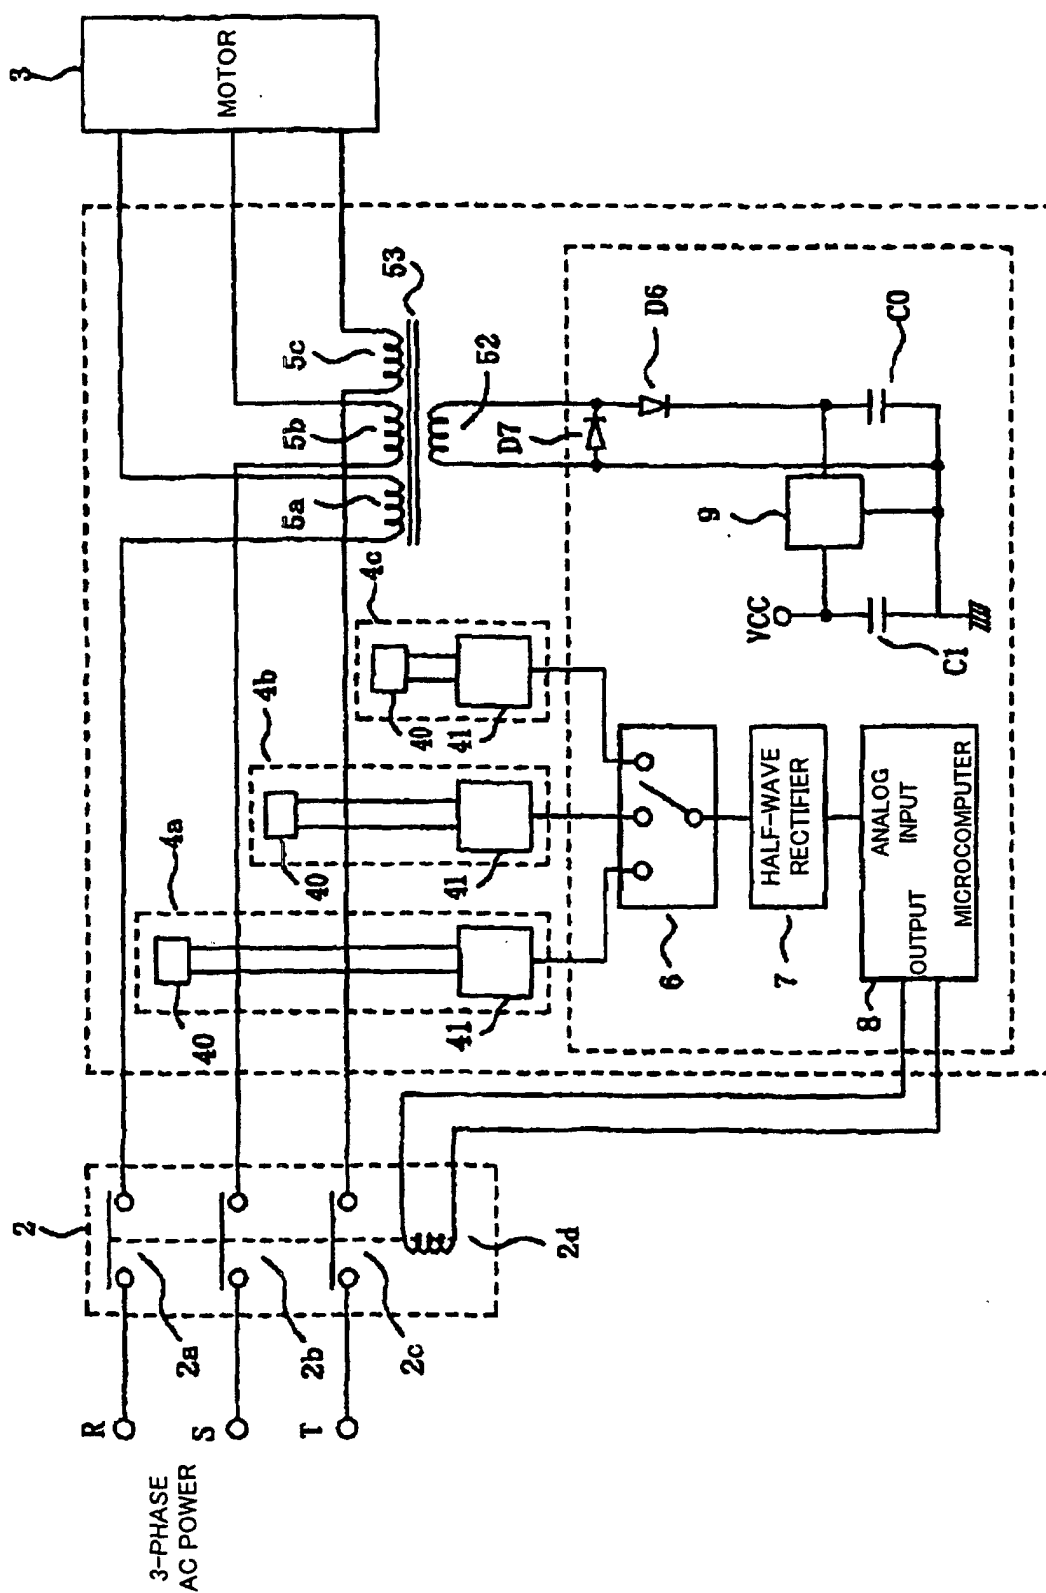 3-PHASE
AC POWER
R
S
T
2
2a
2b
2c
2d
4a
40
41
4b
40
41
4c
40
41
5a
5b
5c
53
52
3
MOTOR
D7
D6
6
7
HALF-WAVE
RECTIFIER
8
ANALOG
INPUT
OUTPUT
MICROCOMPUTER
VCC
9
C1
C0